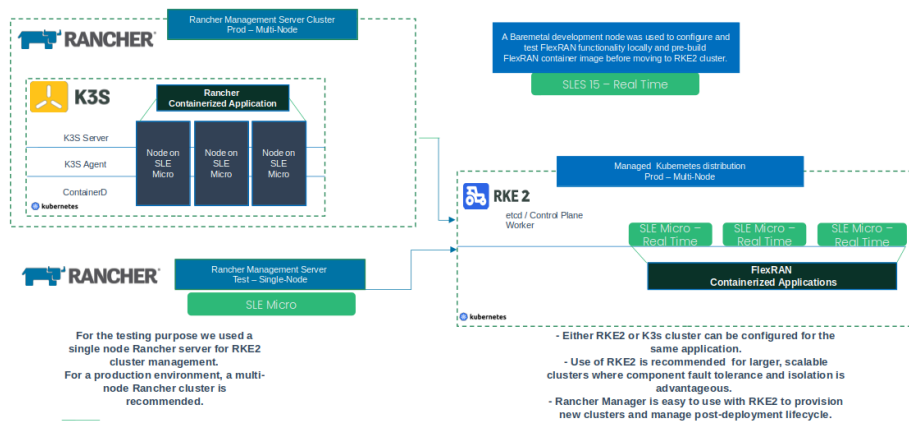 Rancher Management Server Cluster
Prod – Multi-Node
RANCHER
K3S
Rancher
Containerized Application
K3S Server
K3S Agent
ContainerD
Node on
SLE
Micro
Node on
SLE
Micro
Node on
SLE
Micro
kubernetes
A Baremetal development node was used to configure and
test FlexRAN functionality locally and pre-build
FlexRAN container image before moving to RKE2 cluster.
SLES 15 – Real Time
Managed Kubernetes distribution
Prod – Multi-Node
RKE 2
etcd / Control Plane
Worker
SLE Micro –
Real Time
SLE Micro –
Real Time
SLE Micro –
Real Time
FlexRAN
Containerized Applications
kubernetes
RANCHER
Rancher Management Server
Test – Single-Node
SLE Micro
For the testing purpose we used a
single node Rancher server for RKE2
cluster management.
For a production environment, a multi-
node Rancher cluster is
recommended.
- Either RKE2 or K3s cluster can be configured for the
same application.
- Use of RKE2 is recommended for larger, scalable
clusters where component fault tolerance and isolation is
advantageous.
- Rancher Manager is easy to use with RKE2 to provision
new clusters and manage post-deployment lifecycle.